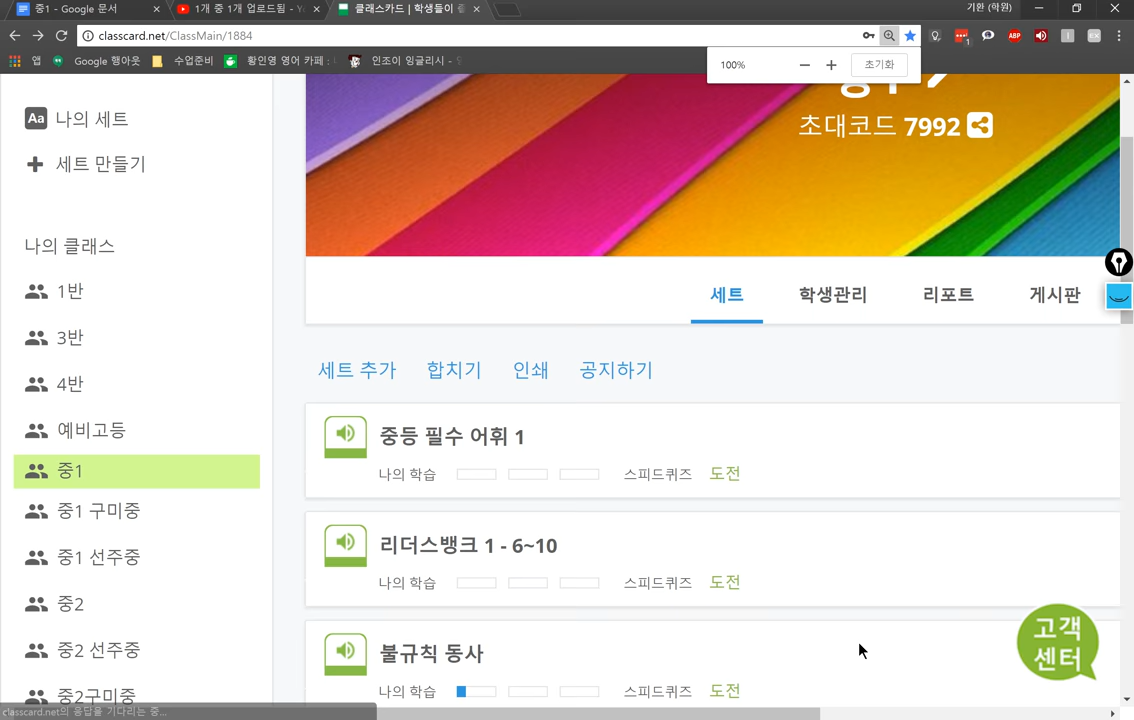 중1 - Google 문서
1개 중 1개 업로드됨 - Y
클래스카드 | 학생들이 즐
기환 (학원)
classcard.net/ClassMain/1884
앱
Google 행아웃
수업준비
황인영 영어 카페 :
인조이 잉글리시 -
ABP
100%
초기화
초대코드 7992
Aa 나의 세트
세트 만들기
나의 클래스
1반
3반
4반
예비고등
중1
중1 구미중
중1 선주중
중2
중2 선주중
중2구미중
세트
학생관리
리포트
게시판
세트 추가
합치기
인쇄
공지하기
중등 필수 어휘 1
나의 학습
스피드퀴즈
도전
리더스뱅크 1 - 6~10
나의 학습
스피드퀴즈
도전
불규칙 동사
나의 학습
스피드퀴즈
도전
고객
센터
classcard.net의 응답을 기다리는 중...